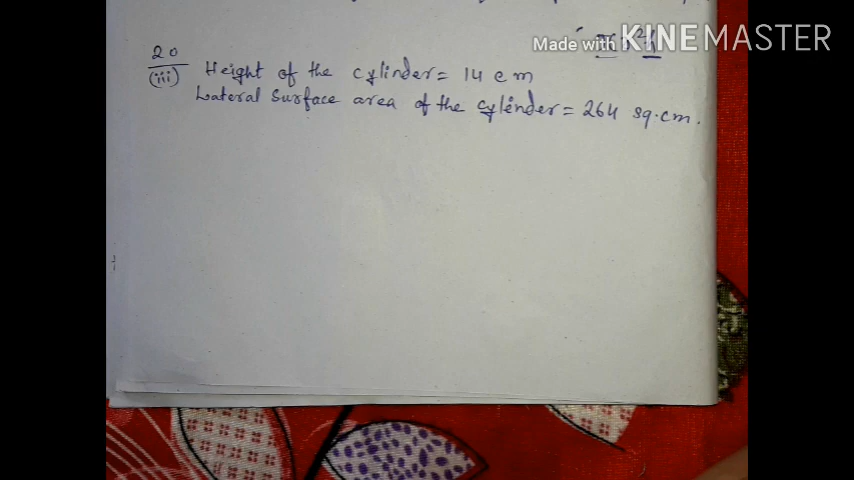 Made with KINEMASTER
20
(iii) Height of the cylinder = 14 cm
Lateral Surface area of the cylinder = 264 sq.cm.